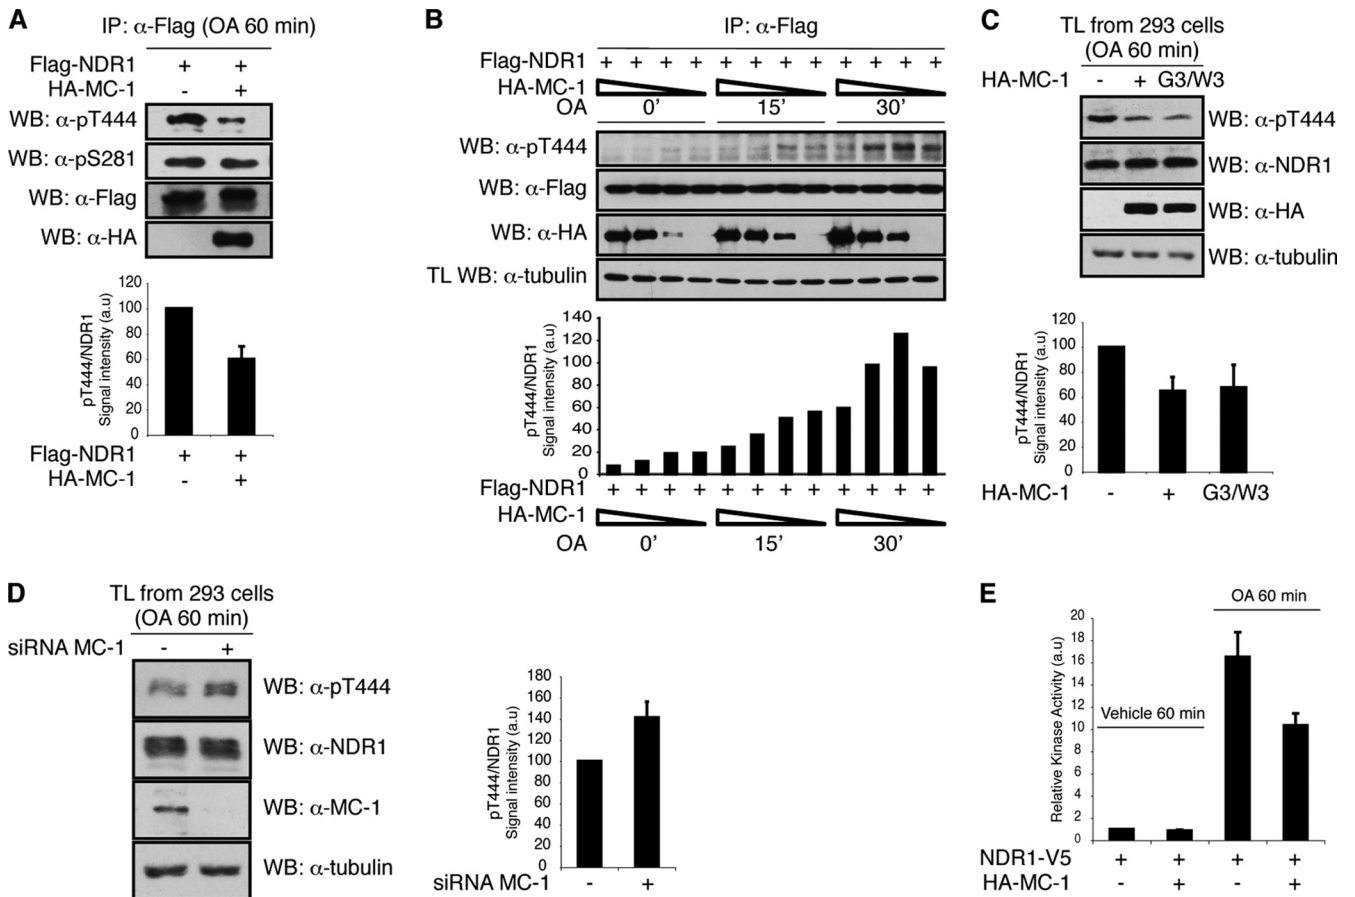 A
IP: α-Flag (OA 60 min)
Flag-NDR1 + +
HA-MC-1 - +
WB: α-pT444
WB: α-pS281
WB: α-Flag
WB: α-HA
120
100
80
60
40
20
0
pT444/NDR1
Signal intensity (a.u)
Flag-NDR1 + +
HA-MC-1 - +
B
IP: α-Flag
Flag-NDR1 + + + + + + + + + + + +
HA-MC-1
OA 0' 15' 30'
WB: α-pT444
WB: α-Flag
WB: α-HA
TL WB: α-tubulin
140
120
100
80
60
40
20
0
pT444/NDR1
Signal intensity (a.u)
Flag-NDR1 + + + + + + + + + + + +
HA-MC-1
OA 0' 15' 30'
C
TL from 293 cells
(OA 60 min)
HA-MC-1 - + G3/W3
WB: α-pT444
WB: α-NDR1
WB: α-HA
WB: α-tubulin
120
100
80
60
40
20
0
pT444/NDR1
Signal intensity (a.u)
HA-MC-1 - + G3/W3
D
TL from 293 cells
(OA 60 min)
siRNA MC-1 - +
WB: α-pT444
WB: α-NDR1
WB: α-MC-1
WB: α-tubulin
180
160
140
120
100
80
60
40
20
0
pT444/NDR1
Signal intensity (a.u)
siRNA MC-1 - +
E
OA 60 min
Vehicle 60 min
20
18
16
14
12
10
8
6
4
2
0
Relative Kinase Activity (a.u)
NDR1-V5 + + + +
HA-MC-1 - + - +